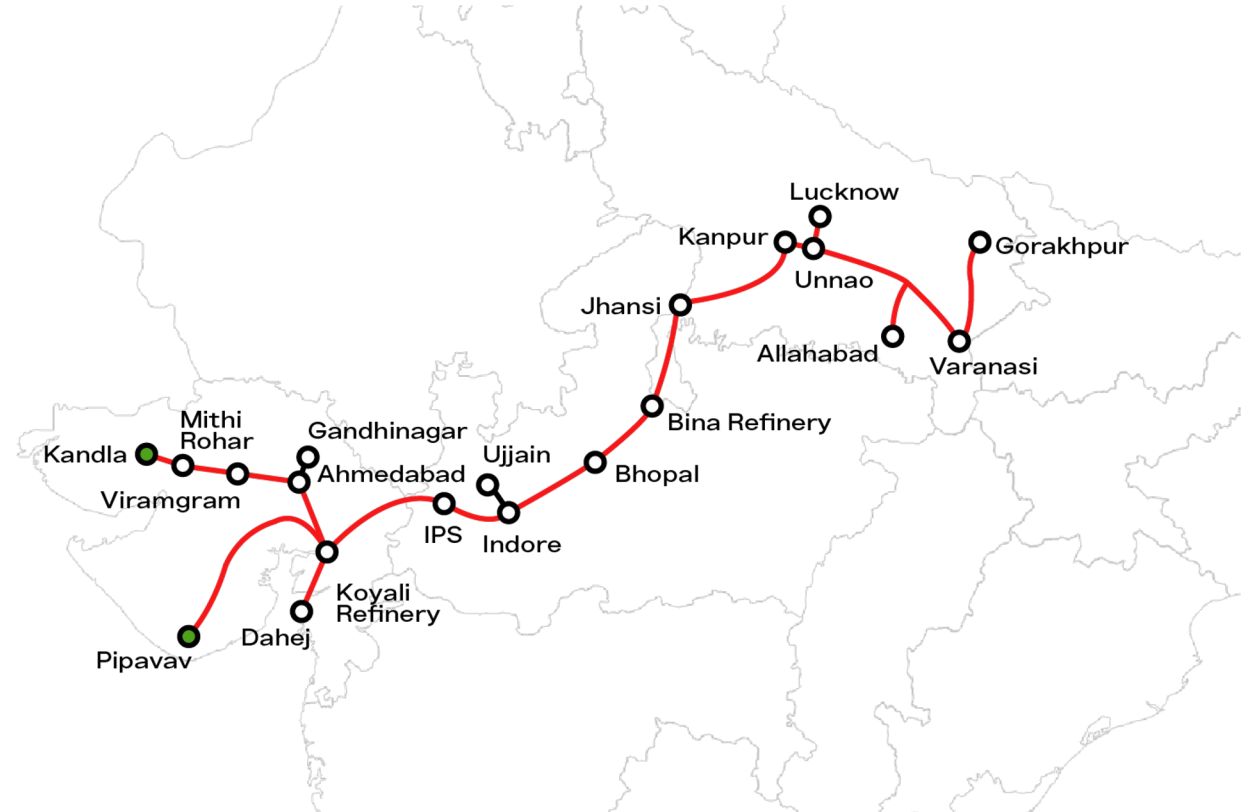 Lucknow
Kanpur
Gorakhpur
Unnao
Jhansi
Allahabad
Varanasi
Mithi
Rohar
Gandhinagar
Bina Refinery
Kandla
Ujjain
Ahmedabad
Bhopal
Viramgram
IPS
Indore
Koyali
Refinery
Dahej
Pipavav